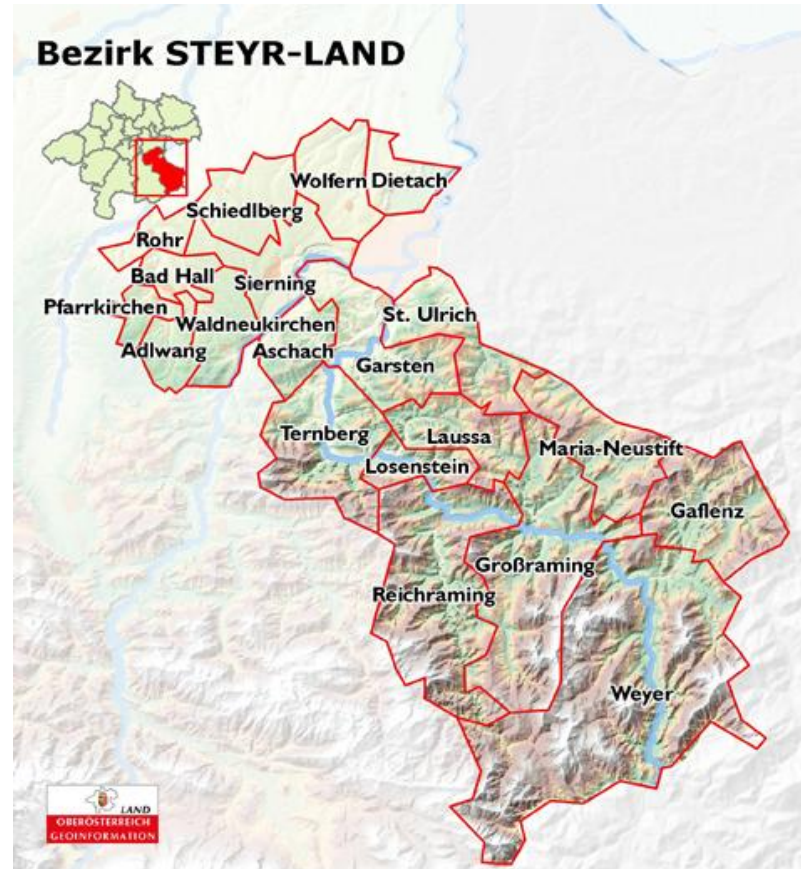 Bezirk STEYR-LAND
Wolfern
Dietach
Schiedlberg
Rohr
Bad Hall
Sierning
Pfarrkirchen
Waldneukirchen
St. Ulrich
Adlwang
Aschach
Garsten
Ternberg
Laussa
Maria-Neustift
Losenstein
Gaflenz
Großraming
Reichraming
Weyer
LAND
OBERÖSTERREICH
GEOINFORMATION